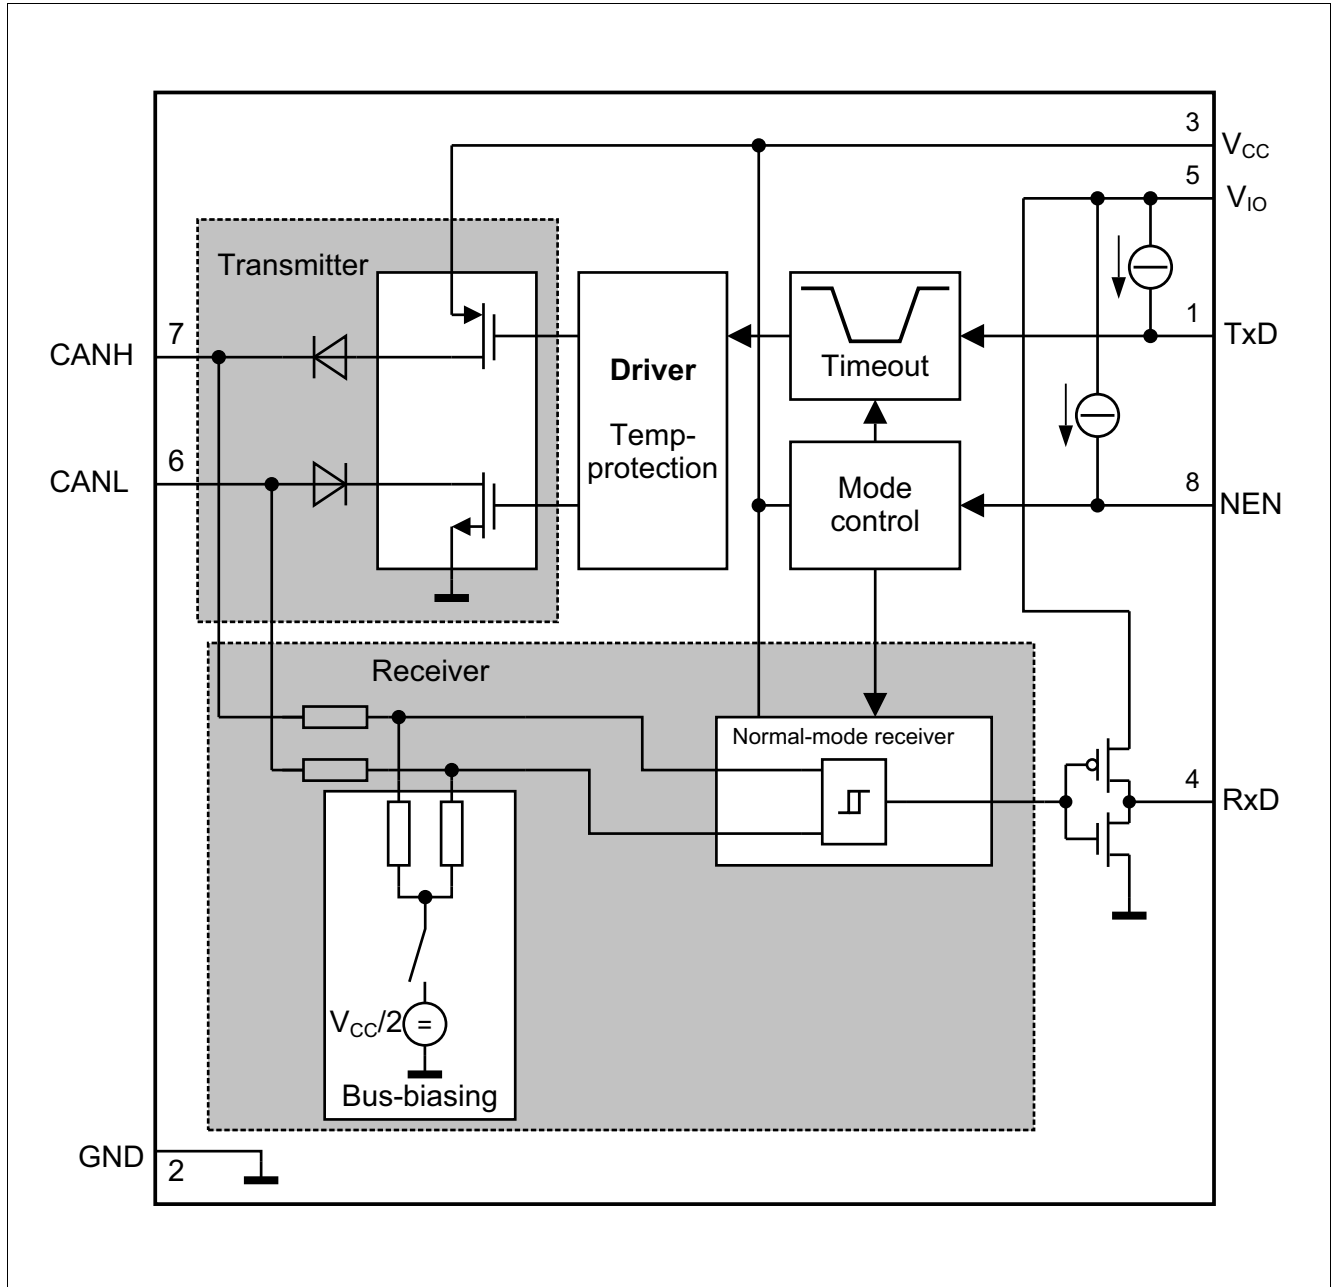 3
VCC
5
VIO
Transmitter
7
CANH
1
TxD
Timeout
Driver
Temp-
protection
6
CANL
Mode
control
8
NEN
Receiver
Normal-mode receiver
4
RxD
VCC/2
=
Bus-biasing
GND
2